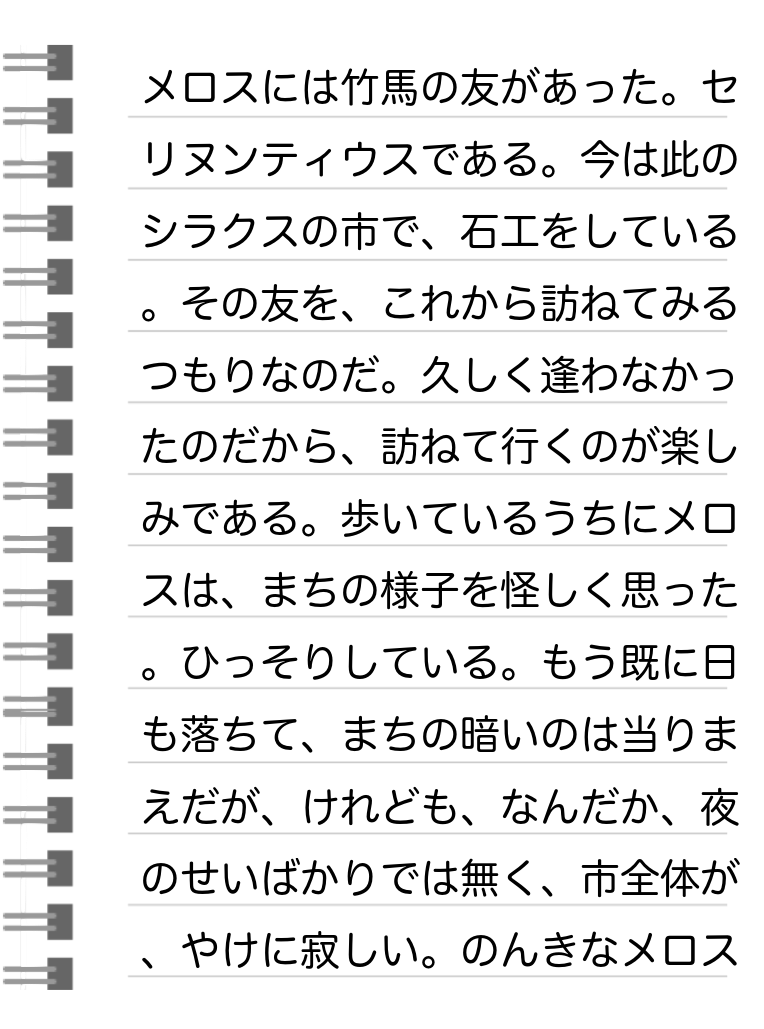 メロスには竹馬の友があった。セ
リヌンティウスである。今は此の
シラクスの市で、石工をしている
。その友を、これから訪ねてみる
つもりなのだ。久しく逢わなかっ
たのだから、訪ねて行くのが楽し
みである。歩いているうちにメロ
スは、まちの様子を怪しく思った
。ひっそりしている。もう既に日
も落ちて、まちの暗いのは当りま
えだが、けれども、なんだか、夜
のせいばかりでは無く、市全体が
、やけに寂しい。のんきなメロス